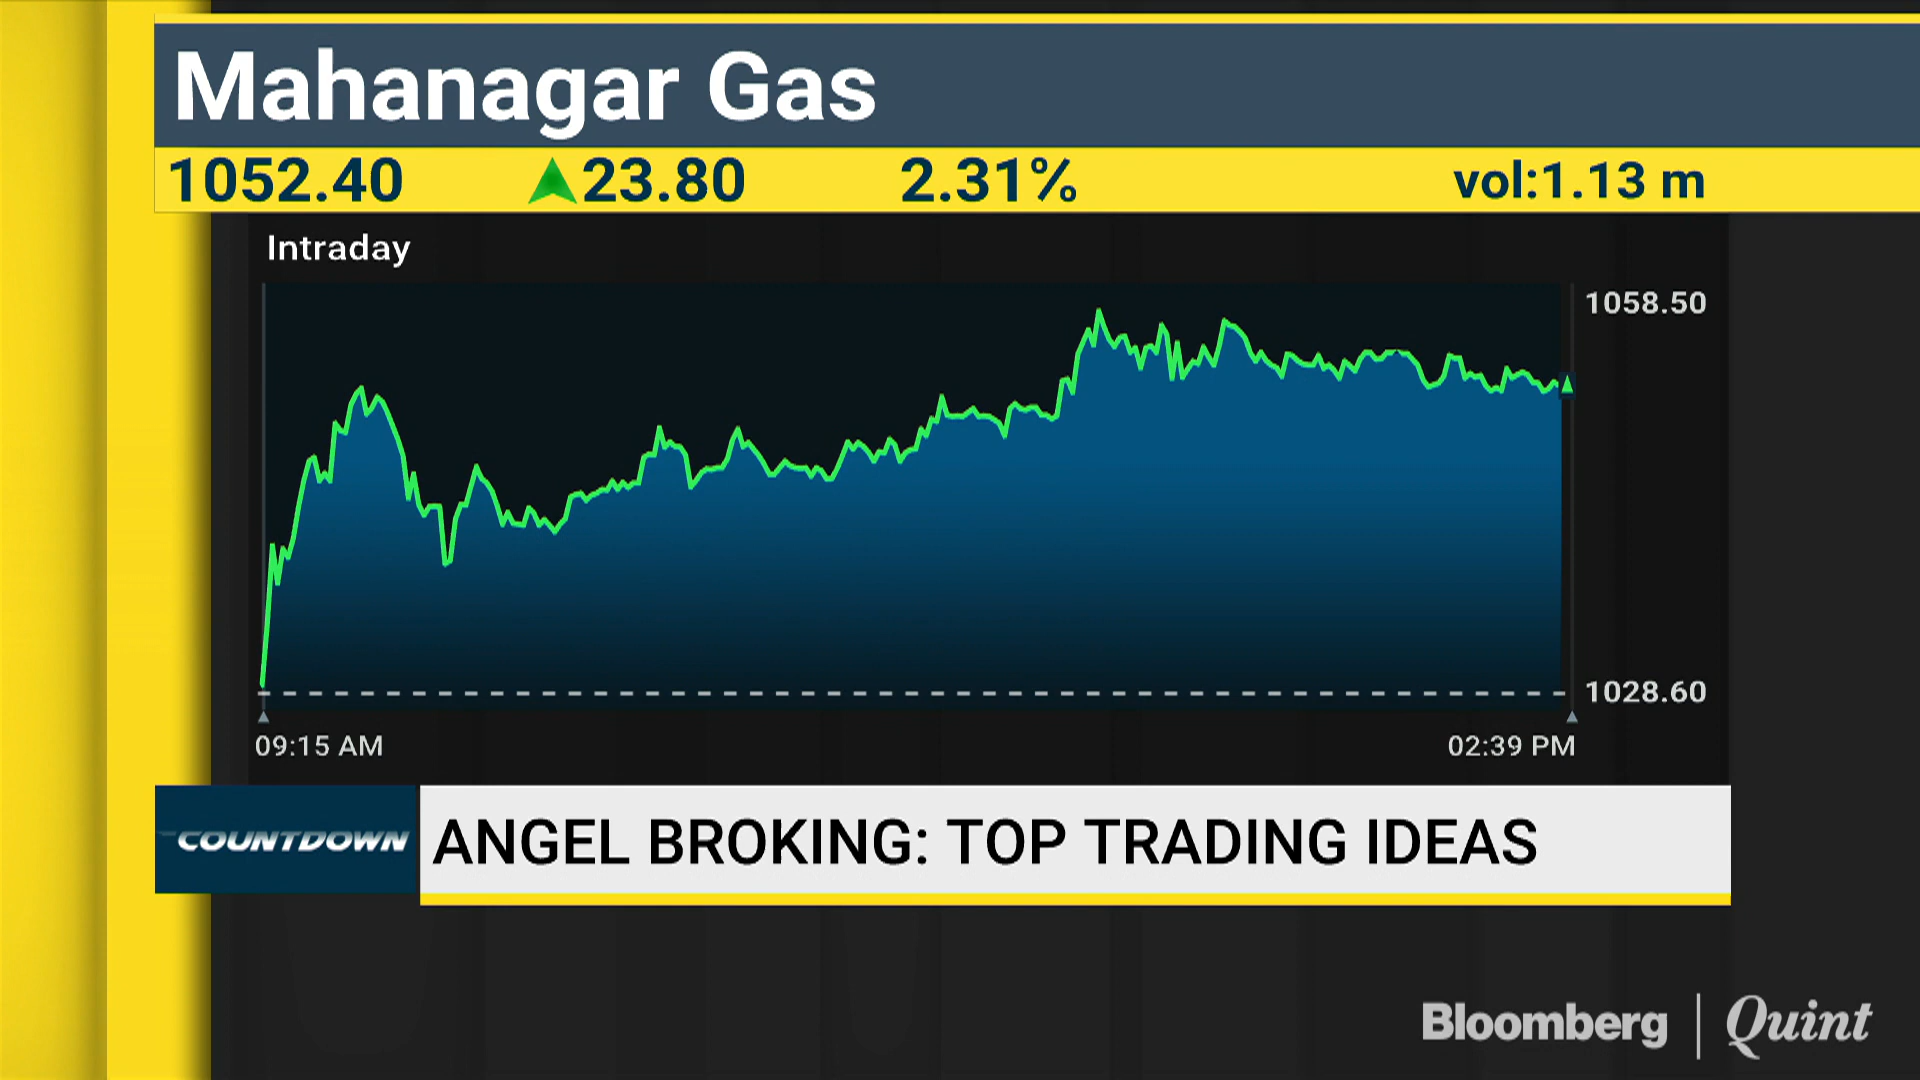 Mahanagar Gas
1052.40 ▲23.80 2.31% vol:1.13 m
Intraday
1058.50
1028.60
09:15 AM 02:39 PM
COUNTDOWN ANGEL BROKING: TOP TRADING IDEAS
Bloomberg | Quint